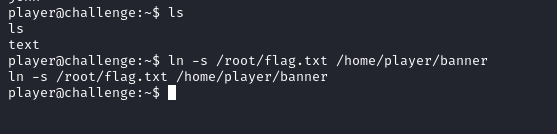 player@challenge:~$ ls
ls
text
player@challenge:~$ ln -s /root/flag.txt /home/player/banner
ln -s /root/flag.txt /home/player/banner
player@challenge:~$